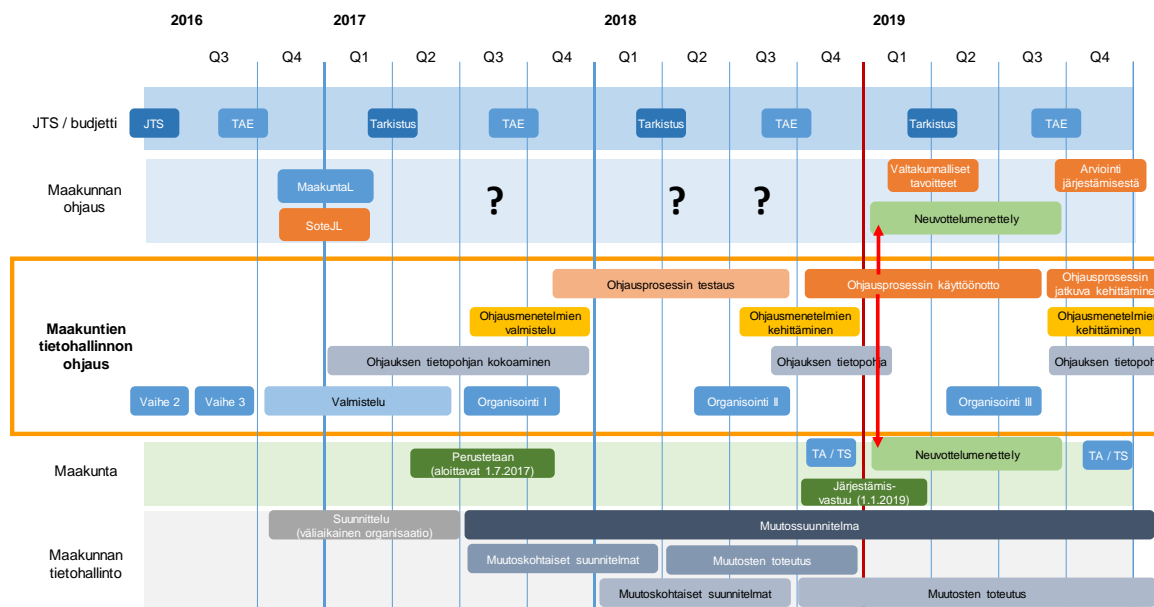 2016 2017 2018 2019
Q3 Q4 Q1 Q2 Q3 Q4 Q1 Q2 Q3 Q4 Q1 Q2 Q3 Q4
JTS / budjetti
JTS TAE Tarkistus TAE Tarkistus TAE Tarkistus TAE
Maakunnan
ohjaus
MaakuntaL
SoteJL
? ? ?
Valtakunnalliset
tavoitteet
Arviointi
järjestämisestä
Neuvottelumenettely
Maakuntien
tietohallinnon
ohjaus
Ohjausprosessin testaus
Ohjausprosessin käyttöönotto
Ohjausprosessin
jatkuva kehittämine
Ohjausmenetelmien
valmistelu
Ohjausmenetelmien
kehittäminen
Ohjausmenetelmien
kehittäminen
Ohjauksen tietopohjan kokoaminen
Ohjauksen tietopohja
Ohjauksen tietopohj
Vaihe 2 Vaihe 3 Valmistelu Organisointi I Organisointi II Organisointi III
Maakunta
Perustetaan
(aloittavat 1.7.2017)
TA / TS
Neuvottelumenettely
TA / TS
Järjestämis-
vastuu (1.1.2019)
Maakunnan
tietohallinto
Suunnittelu
(väliaikainen organisaatio)
Muutossuunnitelma
Muutoskohtaiset suunnitelmat
Muutosten toteutus
Muutoskohtaiset suunnitelmat
Muutosten toteutus